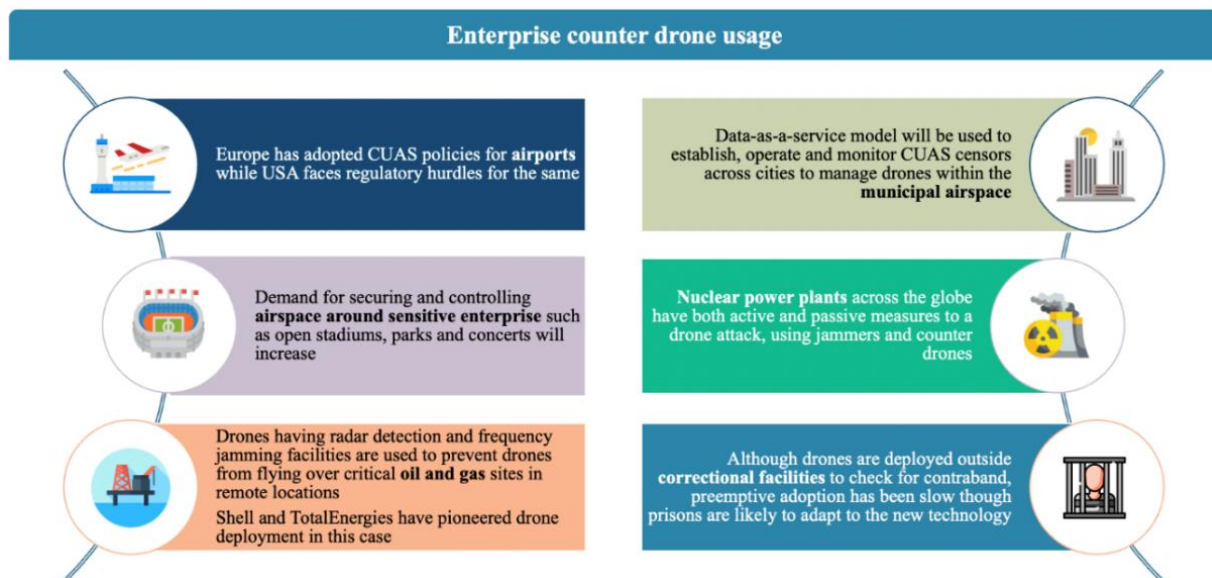 Enterprise counter drone usage
Europe has adopted CUAS policies for airports
while USA faces regulatory hurdles for the same
Demand for securing and controlling
airspace around sensitive enterprise such
as open stadiums, parks and concerts will
increase
Drones having radar detection and frequency
jamming facilities are used to prevent drones
from flying over critical oil and gas sites in
remote locations
Shell and TotalEnergies have pioneered drone
deployment in this case
Data-as-a-service model will be used to
establish, operate and monitor CUAS censors
across cities to manage drones within the
municipal airspace
Nuclear power plants across the globe
have both active and passive measures to a
drone attack, using jammers and counter
drones
Although drones are deployed outside
correctional facilities to check for contraband,
preemptive adoption has been slow though
prisons are likely to adapt to the new technology